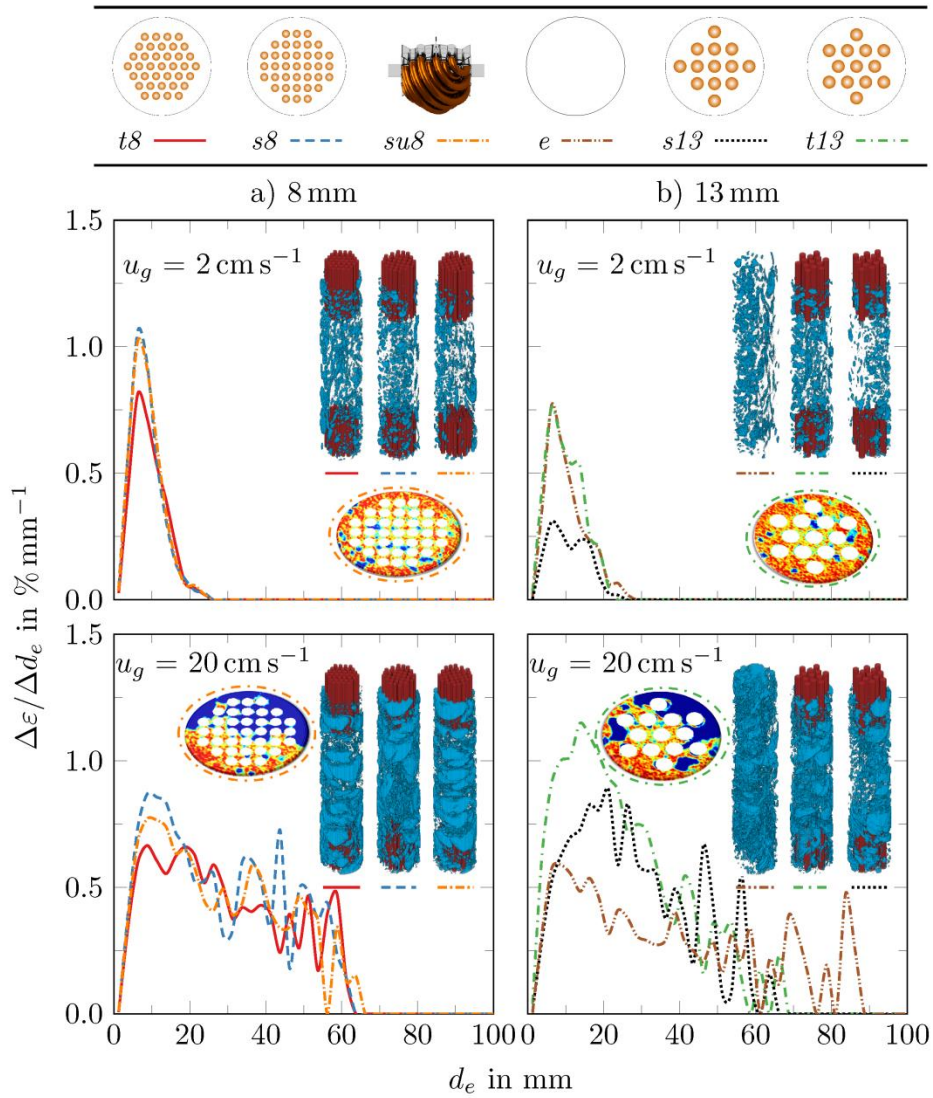 t8 s8 su8 e s13 t13
a) 8 mm b) 13 mm
Δε/Δd_e in % mm⁻¹
1.5
u_g = 2 cm s⁻¹ u_g = 2 cm s⁻¹
1.0
0.5
0.0
1.5
u_g = 20 cm s⁻¹ u_g = 20 cm s⁻¹
1.0
0.5
0.0
0 20 40 60 80 100 0 20 40 60 80 100
d_e in mm